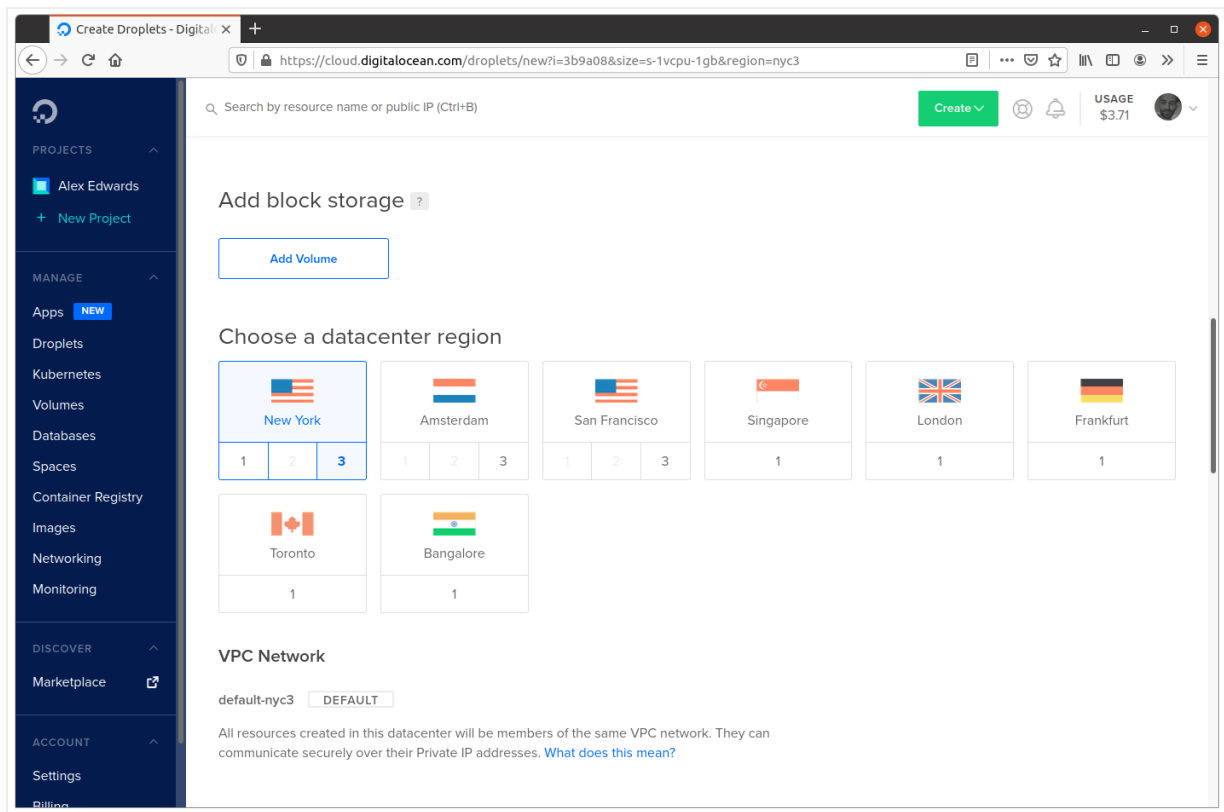 Create Droplets - Digital
https://cloud.digitalocean.com/droplets/new?i=3b9a08&size=s-1vcpu-1gb&region=nyc3
Search by resource name or public IP (Ctrl+B)
Create
USAGE
$3.71
PROJECTS
Alex Edwards
+ New Project
MANAGE
Apps NEW
Droplets
Kubernetes
Volumes
Databases
Spaces
Container Registry
Images
Networking
Monitoring
DISCOVER
Marketplace
ACCOUNT
Settings
Billing
Add block storage ?
Add Volume
Choose a datacenter region
New York
1 2 3
Amsterdam
1 2 3
San Francisco
1 2 3
Singapore
1
London
1
Frankfurt
1
Toronto
1
Bangalore
1
VPC Network
default-nyc3 DEFAULT
All resources created in this datacenter will be members of the same VPC network. They can
communicate securely over their Private IP addresses. What does this mean?